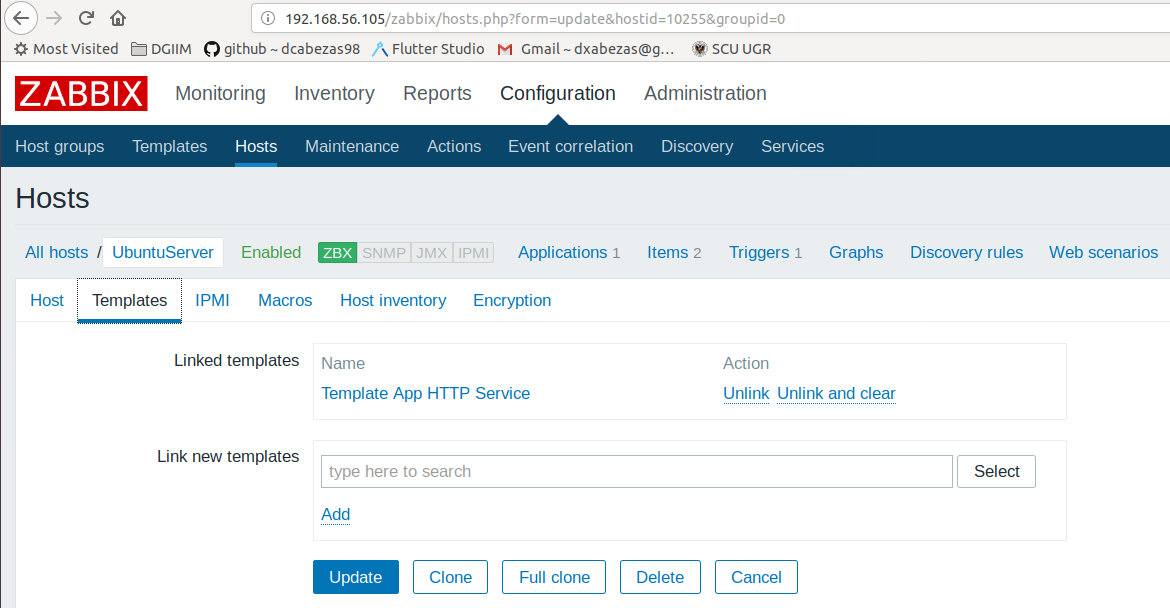 192.168.56.105/zabbix/hosts.php?form=update&hostid=10255&groupid=0
Most Visited DGIIM github ~ dcabezas98 Flutter Studio Gmail ~ dxabezas@g... SCU UGR
ZABBIX Monitoring Inventory Reports Configuration Administration
Host groups Templates Hosts Maintenance Actions Event correlation Discovery Services
Hosts
All hosts / UbuntuServer Enabled ZBX SNMP JMX IPMI Applications 1 Items 2 Triggers 1 Graphs Discovery rules Web scenarios
Host Templates IPMI Macros Host inventory Encryption
Linked templates Name Action
Template App HTTP Service Unlink Unlink and clear
Link new templates
type here to search Select
Add
Update Clone Full clone Delete Cancel